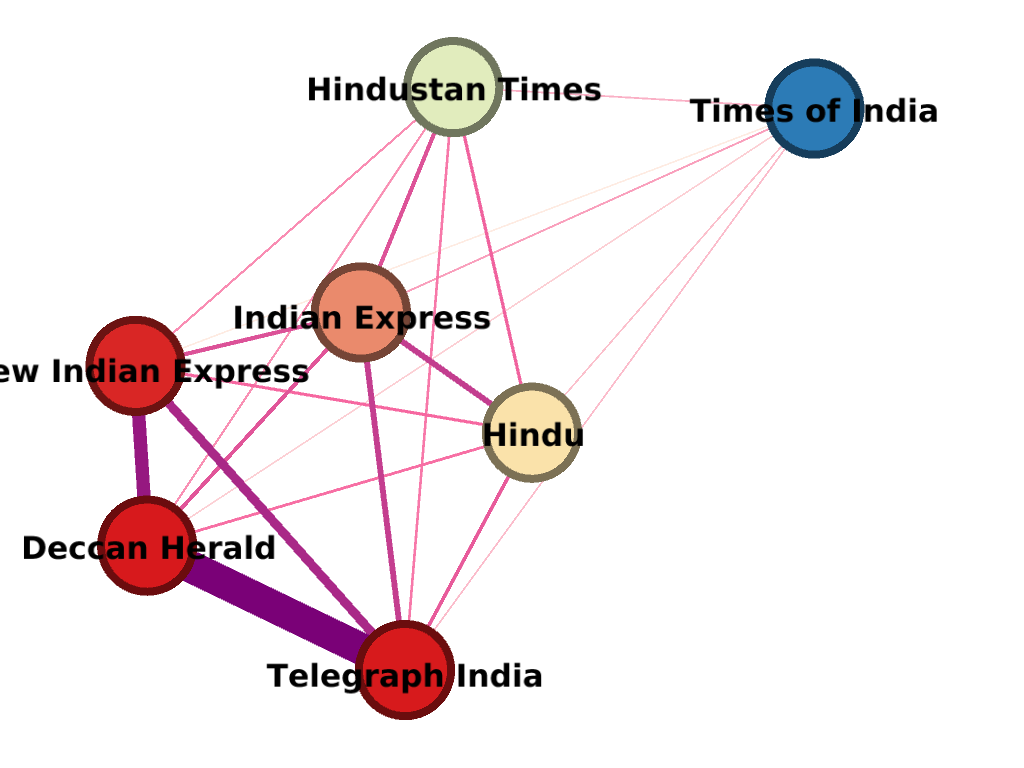 Hindustan Times
Times of India
Indian Express
ew Indian Express
Hindu
Deccan Herald
Telegraph India